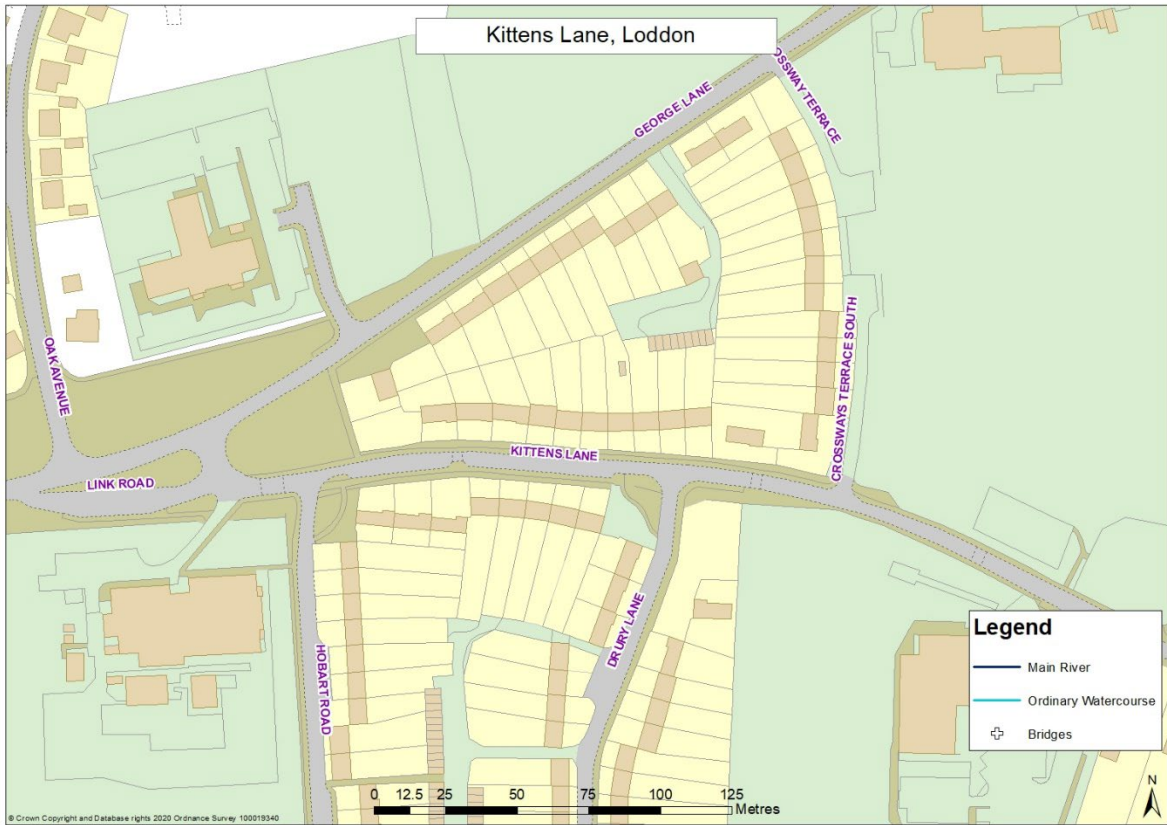 Kittens Lane, Loddon
OSSWAY TERRACE
GEORGE LANE
OAK AVENUE
CROSSWAYS TERRACE SOUTH
KITTENS LANE
LINK ROAD
DRURY LANE
HOBART ROAD
Legend
Main River
Ordinary Watercourse
Bridges
0 12.5 25 50 75 100 125
Metres
N
© Crown Copyright and Database rights 2020 Ordnance Survey 100019340